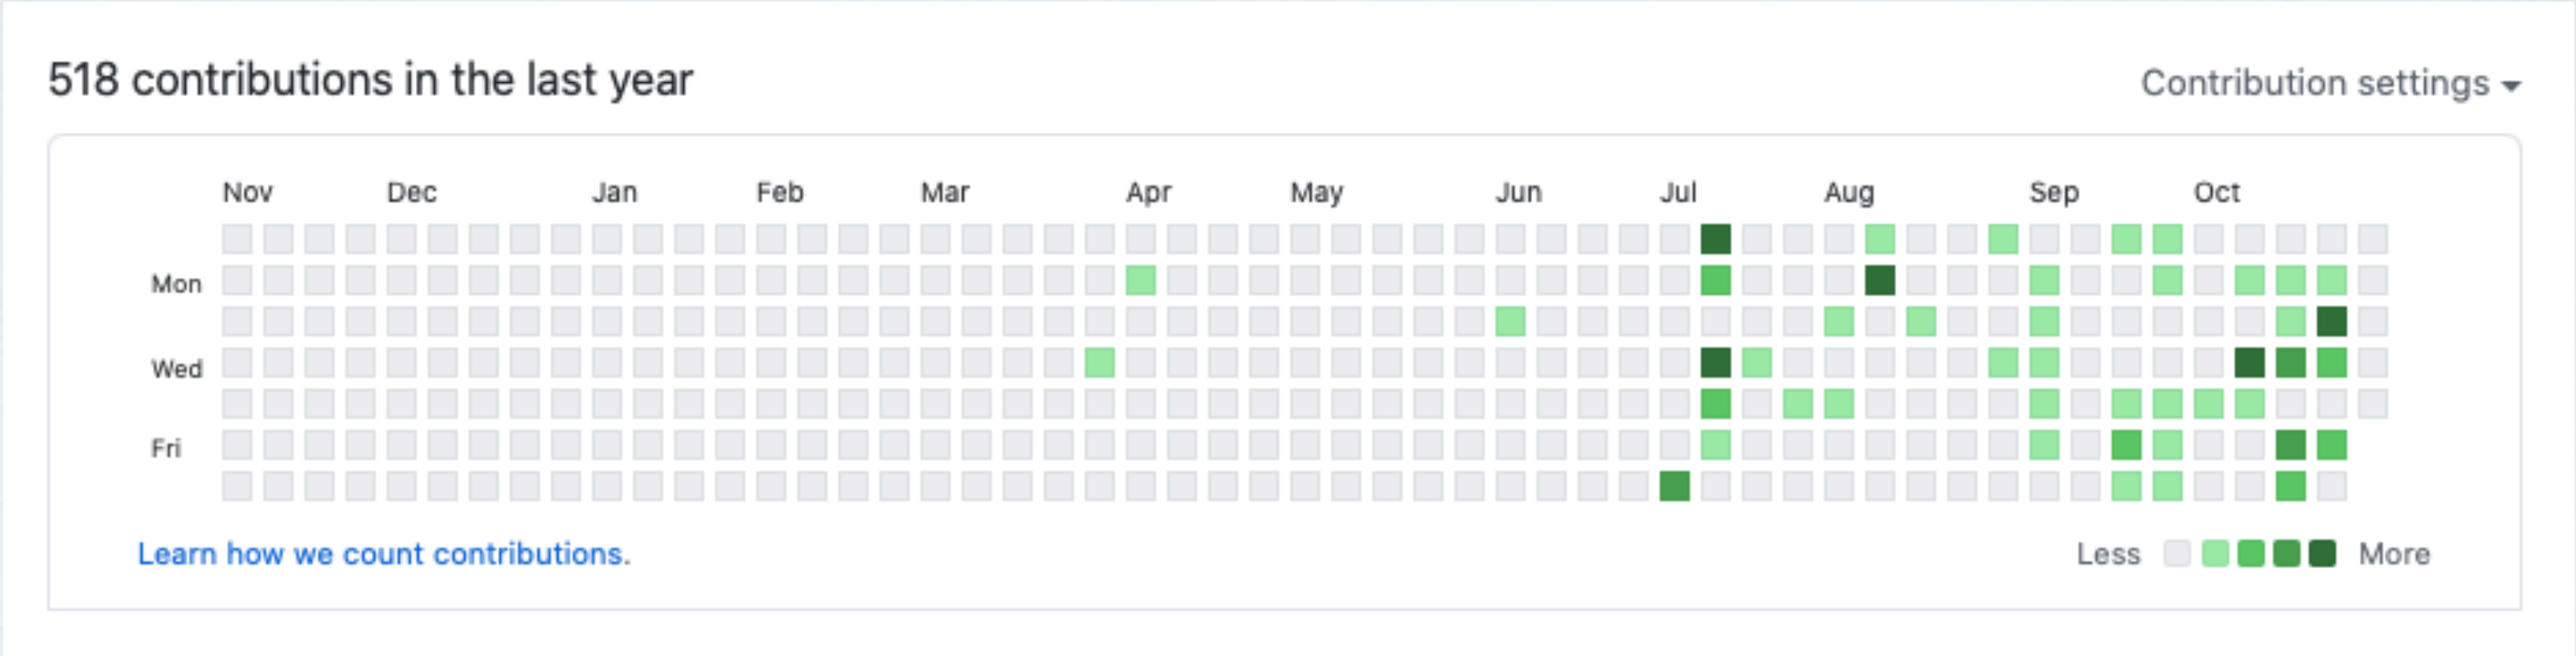 518 contributions in the last year
Contribution settings
Nov Dec Jan Feb Mar Apr May Jun Jul Aug Sep Oct
Mon
Wed
Fri
Learn how we count contributions.
Less More